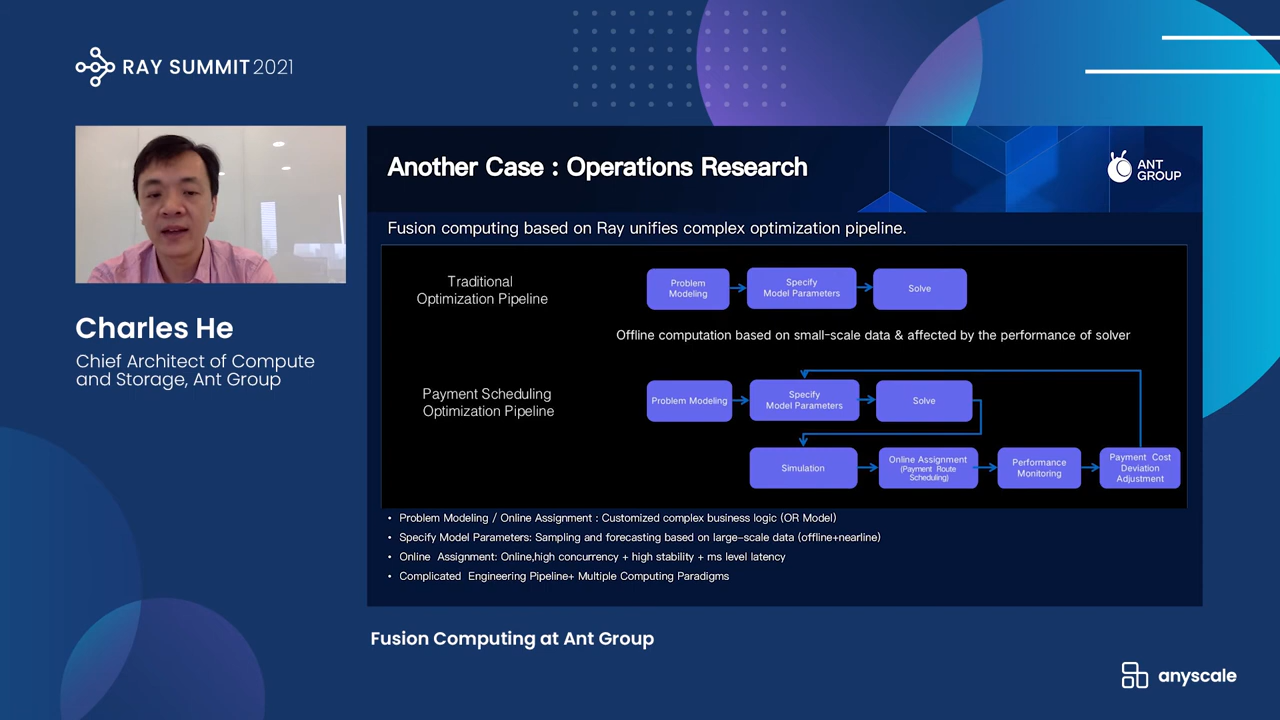 RAY SUMMIT 2021
Charles He
Chief Architect of Compute
and Storage, Ant Group
Another Case : Operations Research
ANT
GROUP
Fusion computing based on Ray unifies complex optimization pipeline.
Traditional
Optimization Pipeline
Problem
Modeling
Specify
Model Parameters
Solve
Offline computation based on small-scale data & affected by the performance of solver
Payment Scheduling
Optimization Pipeline
Problem Modeling
Specify
Model Parameters
Solve
Simulation
Online Assignment
(Payment Route
Scheduling)
Performance
Monitoring
Payment Cost
Deviation
Adjustment
• Problem Modeling / Online Assignment : Customized complex business logic (OR Model)
• Specify Model Parameters: Sampling and forecasting based on large-scale data (offline+nearline)
• Online Assignment: Online,high concurrency + high stability + ms level latency
• Complicated Engineering Pipeline+ Multiple Computing Paradigms
Fusion Computing at Ant Group
anyscale